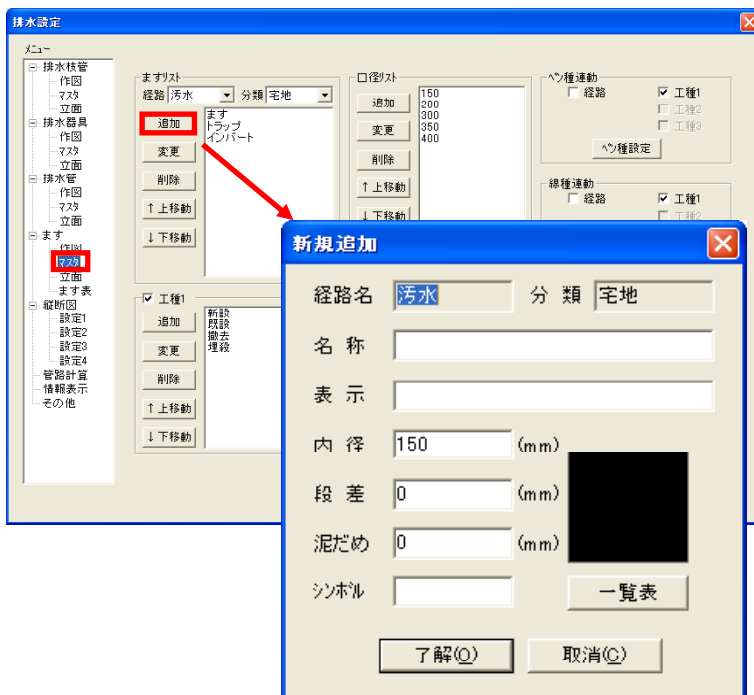 排水設定
メニュー
排水枝管
作図
マスタ
立面
排水器具
作図
マスタ
立面
排水管
作図
マスタ
立面
ます
作図
マスタ
立面
ます表
縦断図
設定1
設定2
設定3
設定4
管路計算
情報表示
その他
ますリスト
経路 汚水 分類 宅地
追加
変更
削除
↑上移動
↓下移動
ます
トラップ
インバート
口径リスト
追加
変更
削除
↑上移動
↓下移動
150
200
300
350
400
ペン種連動
経路 工種1
工種2
工種3
ペン種設定
線種連動
経路 工種1
工種2
工種1
追加
変更
削除
↑上移動
↓下移動
新設
既設
撤去
埋殺
新規追加
経路名 汚水 分 類 宅地
名 称
表 示
内 径 150 (mm)
段 差 0 (mm)
泥だめ 0 (mm)
シンボル
一覧表
了解(O) 取消(C)